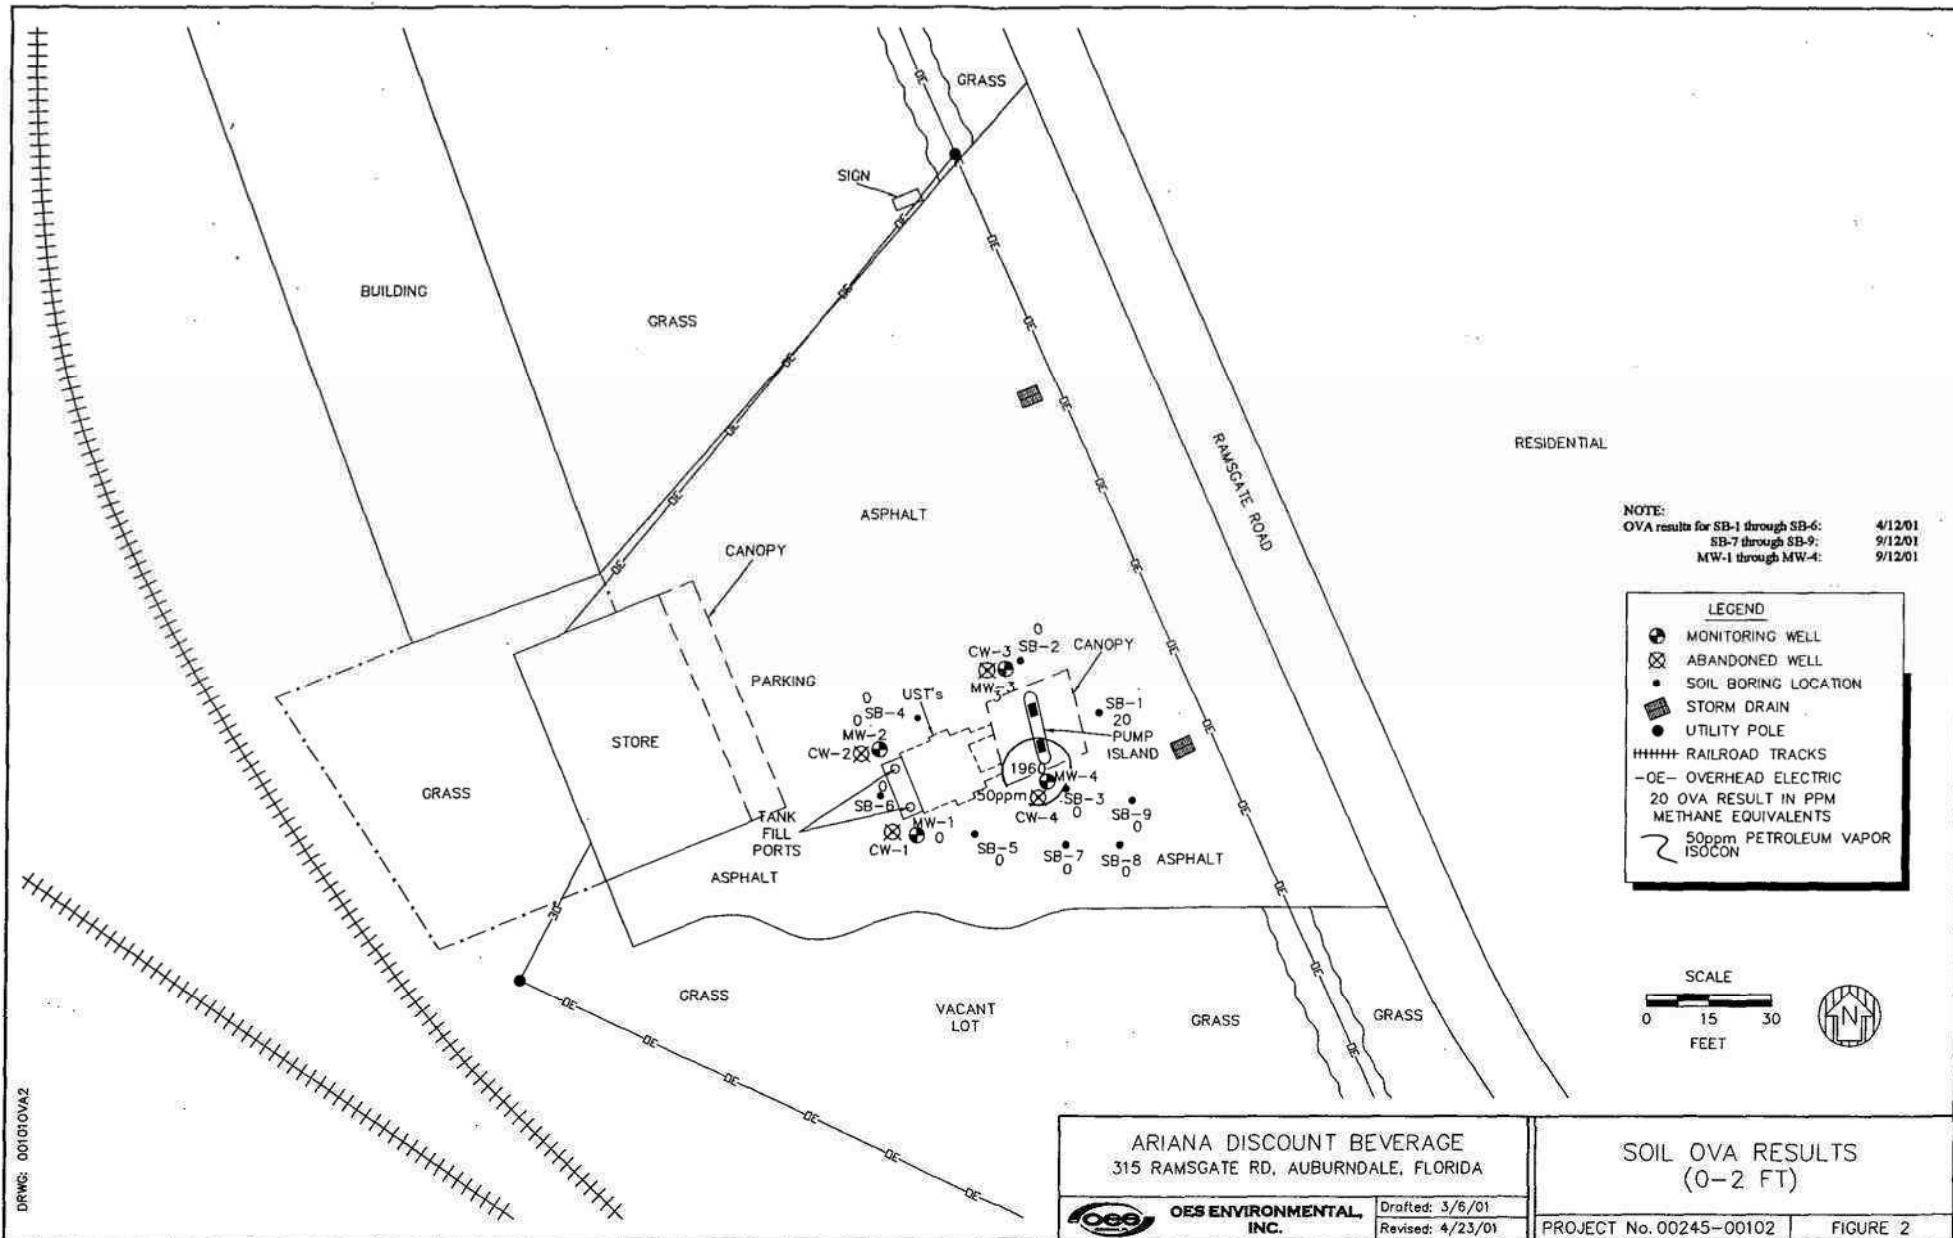 GRASS
SIGN
BUILDING
GRASS
RESIDENTIAL
RAMSGATE ROAD
ASPHALT
CANOPY
NOTE:
OVA results for SB-1 through SB-6: 4/12/01
SB-7 through SB-9: 9/12/01
MW-1 through MW-4: 9/12/01
LEGEND
MONITORING WELL
ABANDONED WELL
SOIL BORING LOCATION
STORM DRAIN
UTILITY POLE
RAILROAD TRACKS
-OE- OVERHEAD ELECTRIC
20 OVA RESULT IN PPM
METHANE EQUIVALENTS
50ppm PETROLEUM VAPOR
ISOCON
0
SB-2
CW-3
CANOPY
MW-3
PARKING
UST's
0
SB-4
0
MW-2
CW-2
SB-1
20
PUMP
ISLAND
STORE
GRASS
1960
MW-4
50ppm
SB-3
0
CW-4
0
SB-6
SB-9
0
TANK
FILL
PORTS
MW-1
0
CW-1
SB-5
0
SB-7
0
SB-8
0
ASPHALT
ASPHALT
GRASS
VACANT
LOT
GRASS
GRASS
OE
SCALE
0 15 30
FEET
N
DRWG: 001010VA2
ARIANA DISCOUNT BEVERAGE
315 RAMSGATE RD, AUBURNDALE, FLORIDA
oes
OES ENVIRONMENTAL,
INC.
Drafted: 3/6/01
Revised: 4/23/01
SOIL OVA RESULTS
(0-2 FT)
PROJECT No. 00245-00102
FIGURE 2